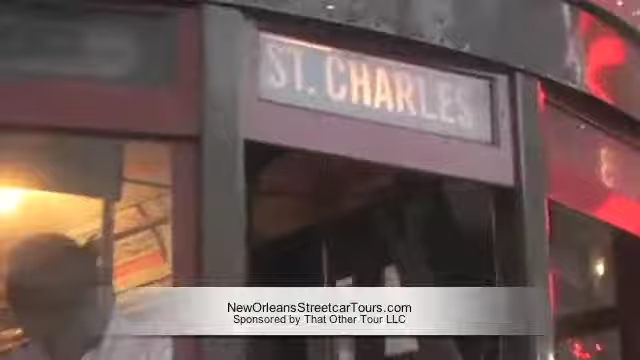 ST. CHARLES
NewOrleansStreetcarTours.com
Sponsored by That Other Tour LLC